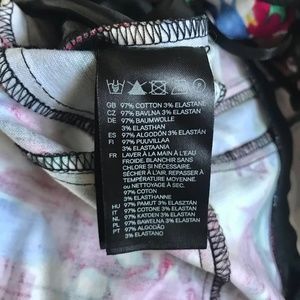 GB 97% COTTON 3% ELASTANE
CZ 97% BAVLNA 3% ELASTAN
DE 97% BAUMWOLLE
3% ELASTHAN
ES 97% ALGODÓN 3% ELASTÁN
FI 97% PUUVILLAA
3% ELASTAANIA
FR LAVER À LA MAIN À L'EAU
FROIDE. BLANCHIR SANS
CHLORE SI NÉCESSAIRE.
SÉCHER À L'AIR. REPASSER À
TEMPÉRATURE MOYENNE.
ou NETTOYAGE À SEC.
97% COTON
3% ELASTHANNE
HU 97% PAMUT 3% ELASZTÁN
IT 97% COTONE 3% ELASTAN
NL 97% KATOEN 3% ELASTAN
PL 97% BAWEŁNA 3% ELASTAN
PT 97% ALGODÃO
3% ELASTANO